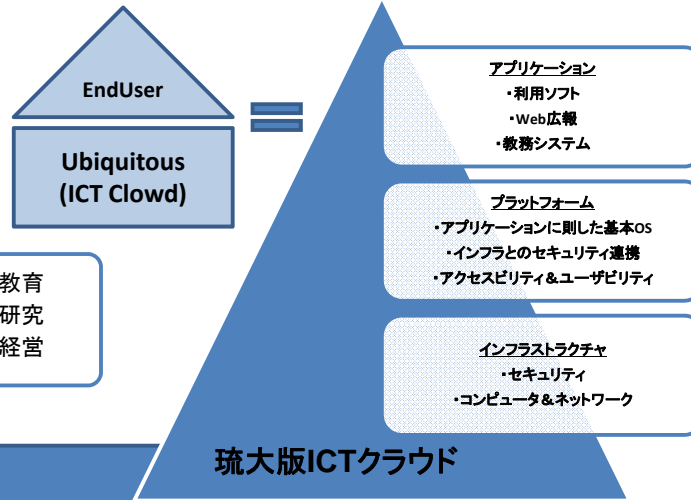 EndUser
Ubiquitous
(ICT Clowd)
教育
研究
経営
アプリケーション
・利用ソフト
・Web広報
・教務システム
プラットフォーム
・アプリケーションに則した基本OS
・インフラとのセキュリティ連携
・アクセスビリティ＆ユーザビリティ
インフラストラクチャ
・セキュリティ
・コンピュータ＆ネットワーク
琉大版ICTクラウド